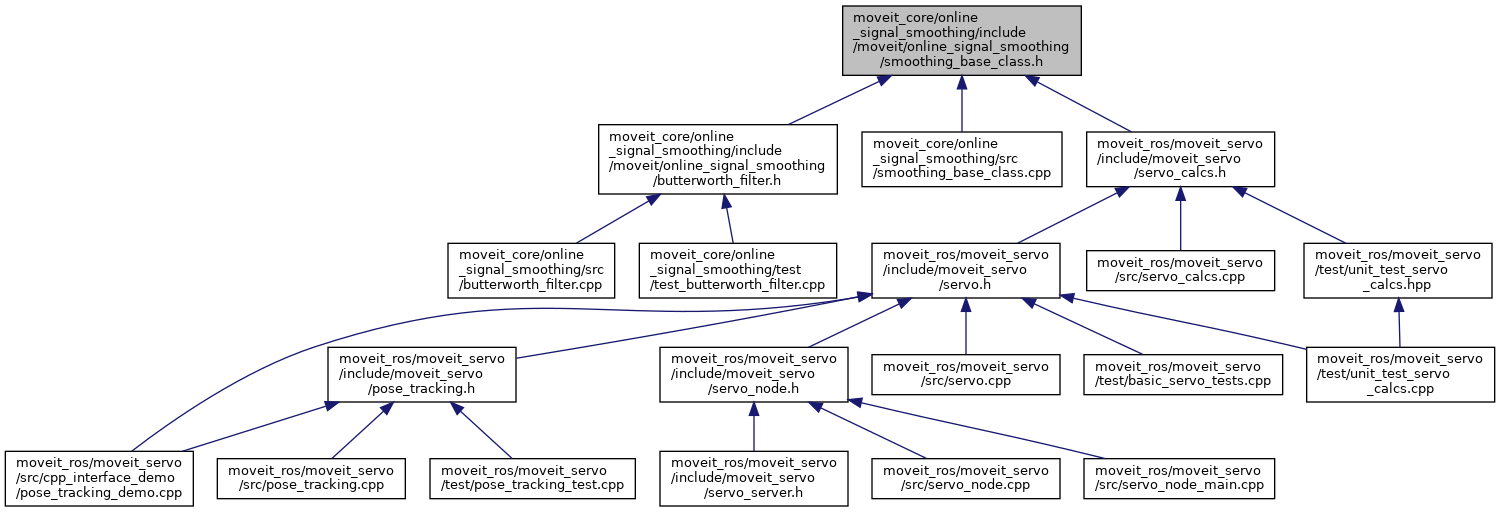 moveit_core/online
_signal_smoothing/include
/moveit/online_signal_smoothing
/smoothing_base_class.h
moveit_core/online
_signal_smoothing/include
/moveit/online_signal_smoothing
/butterworth_filter.h
moveit_core/online
_signal_smoothing/src
/smoothing_base_class.cpp
moveit_ros/moveit_servo
/include/moveit_servo
/servo_calcs.h
moveit_core/online
_signal_smoothing/src
/butterworth_filter.cpp
moveit_core/online
_signal_smoothing/test
/test_butterworth_filter.cpp
moveit_ros/moveit_servo
/include/moveit_servo
/servo.h
moveit_ros/moveit_servo
/src/servo_calcs.cpp
moveit_ros/moveit_servo
/test/unit_test_servo
_calcs.hpp
moveit_ros/moveit_servo
/include/moveit_servo
/pose_tracking.h
moveit_ros/moveit_servo
/include/moveit_servo
/servo_node.h
moveit_ros/moveit_servo
/src/servo.cpp
moveit_ros/moveit_servo
/test/basic_servo_tests.cpp
moveit_ros/moveit_servo
/test/unit_test_servo
_calcs.cpp
moveit_ros/moveit_servo
/src/cpp_interface_demo
/pose_tracking_demo.cpp
moveit_ros/moveit_servo
/src/pose_tracking.cpp
moveit_ros/moveit_servo
/test/pose_tracking_test.cpp
moveit_ros/moveit_servo
/include/moveit_servo
/servo_server.h
moveit_ros/moveit_servo
/src/servo_node.cpp
moveit_ros/moveit_servo
/src/servo_node_main.cpp